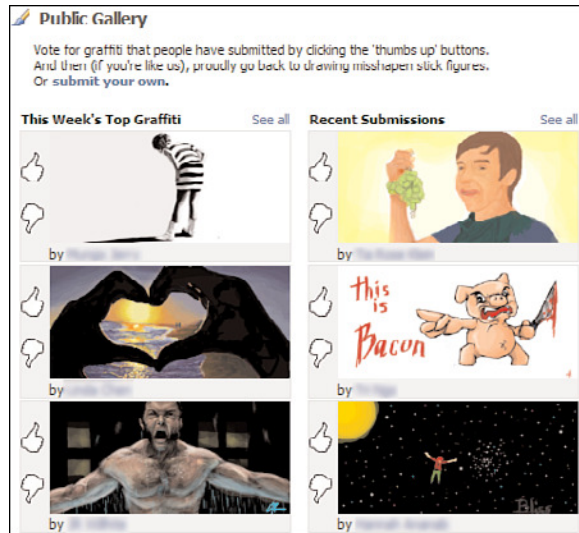 Public Gallery
Vote for graffiti that people have submitted by clicking the 'thumbs up' buttons.
And then (if you're like us), proudly go back to drawing misshapen stick figures.
Or submit your own.
This Week's Top Graffiti See all
Recent Submissions See all
by
by
by
by
This
is
Bacon
by
Bliss
by